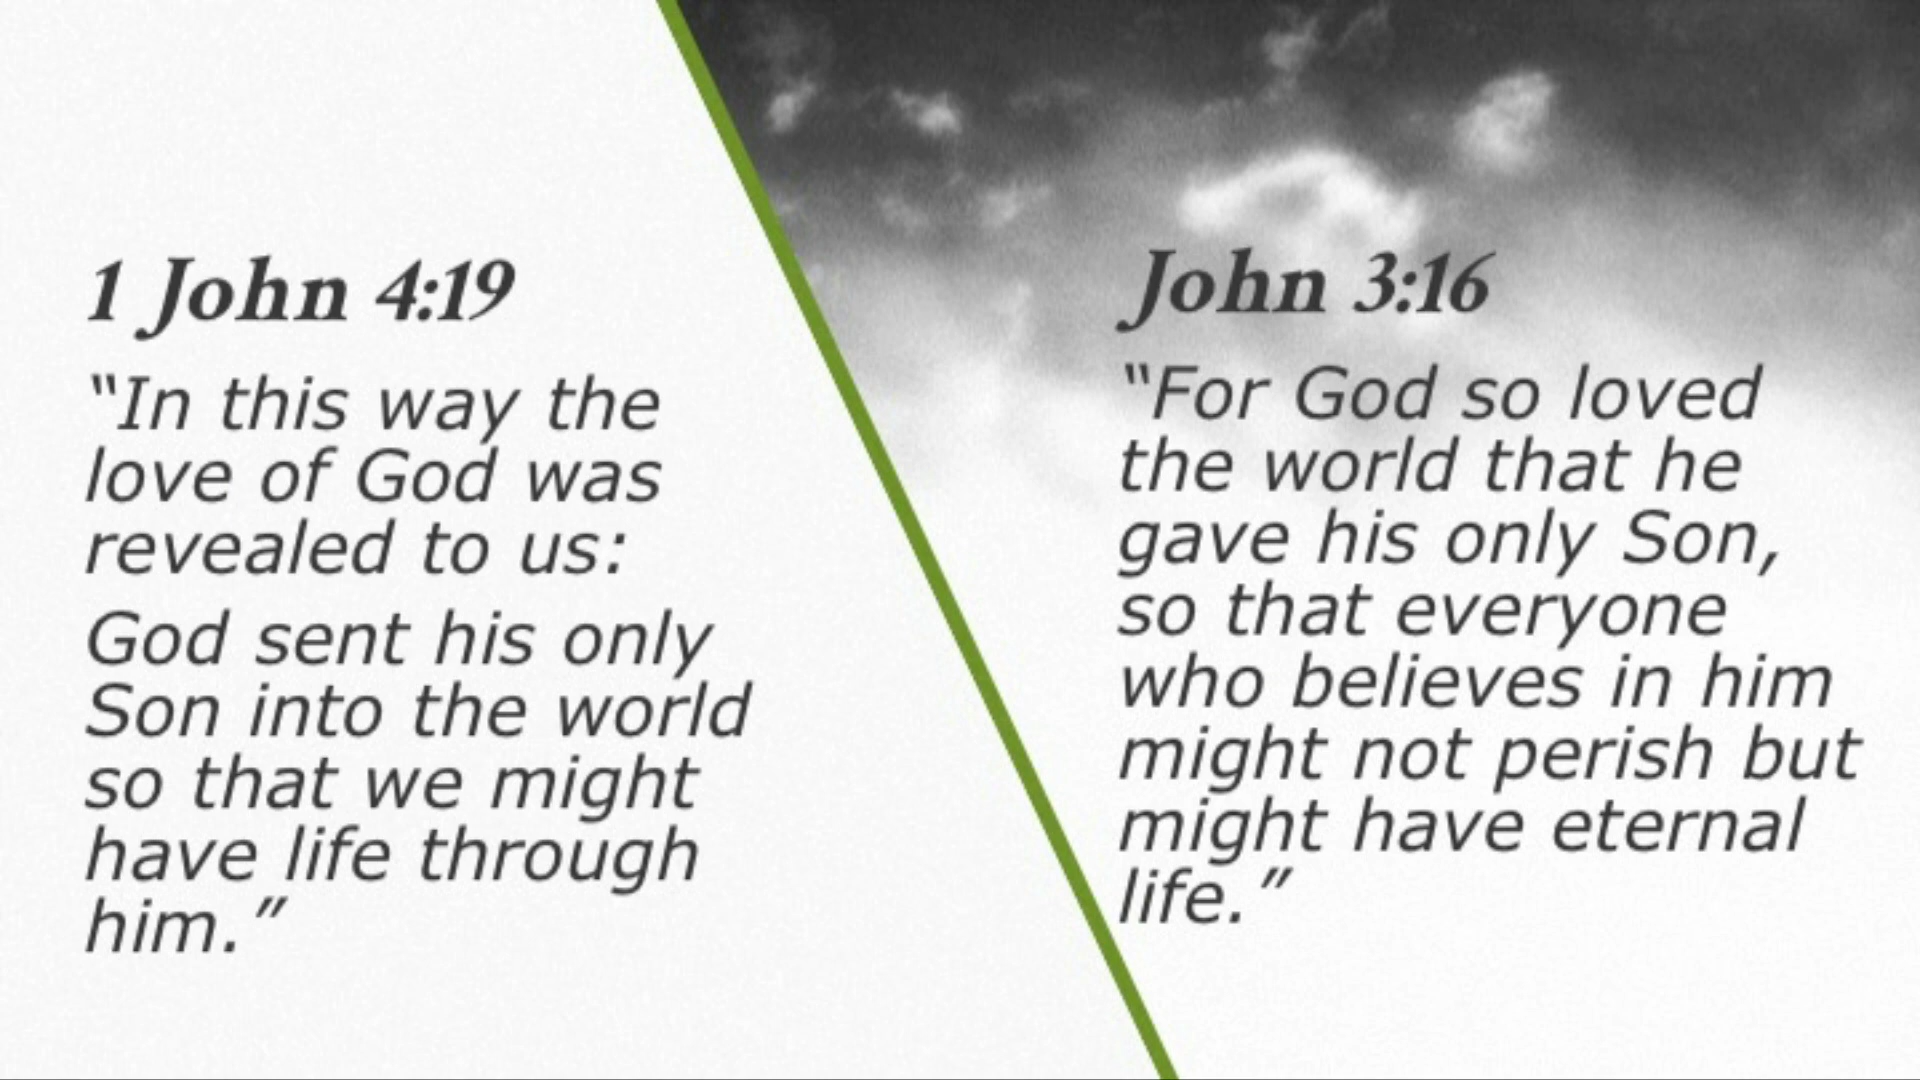 1 John 4:19
“In this way the
love of God was
revealed to us:
God sent his only
Son into the world
so that we might
have life through
him.”
John 3:16
“For God so loved
the world that he
gave his only Son,
so that everyone
who believes in him
might not perish but
might have eternal
life.”